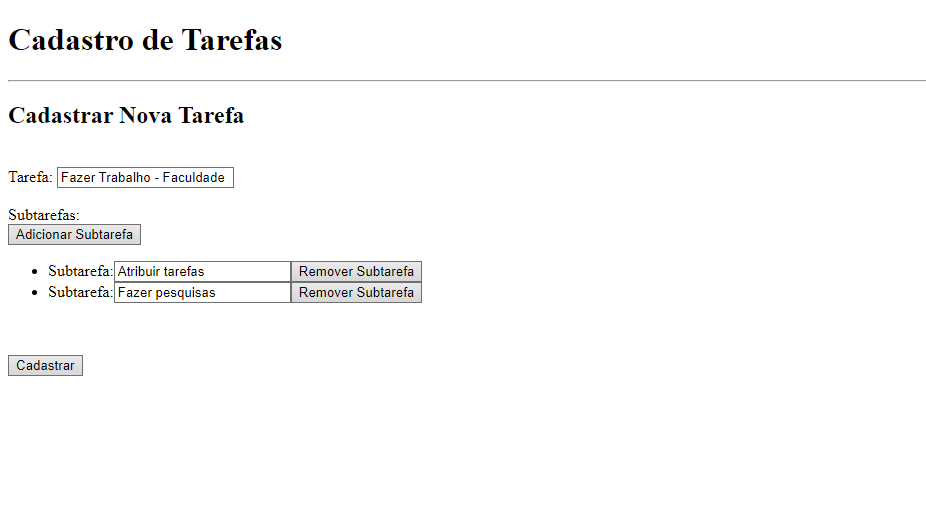 Cadastro de Tarefas
Cadastrar Nova Tarefa
Tarefa: Fazer Trabalho - Faculdade
Subtarefas:
Adicionar Subtarefa
Subtarefa: Atribuir tarefas Remover Subtarefa
Subtarefa: Fazer pesquisas Remover Subtarefa
Cadastrar